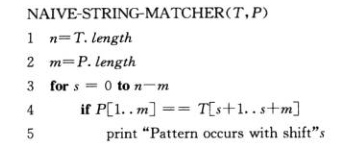 NAIVE-STRING-MATCHER(T,P)
1 n=T. length
2 m=P. length
3 for s = 0 to n-m
4 if P[1..m] == T[s+1..s+m]
5 print “Pattern occurs with shift”s